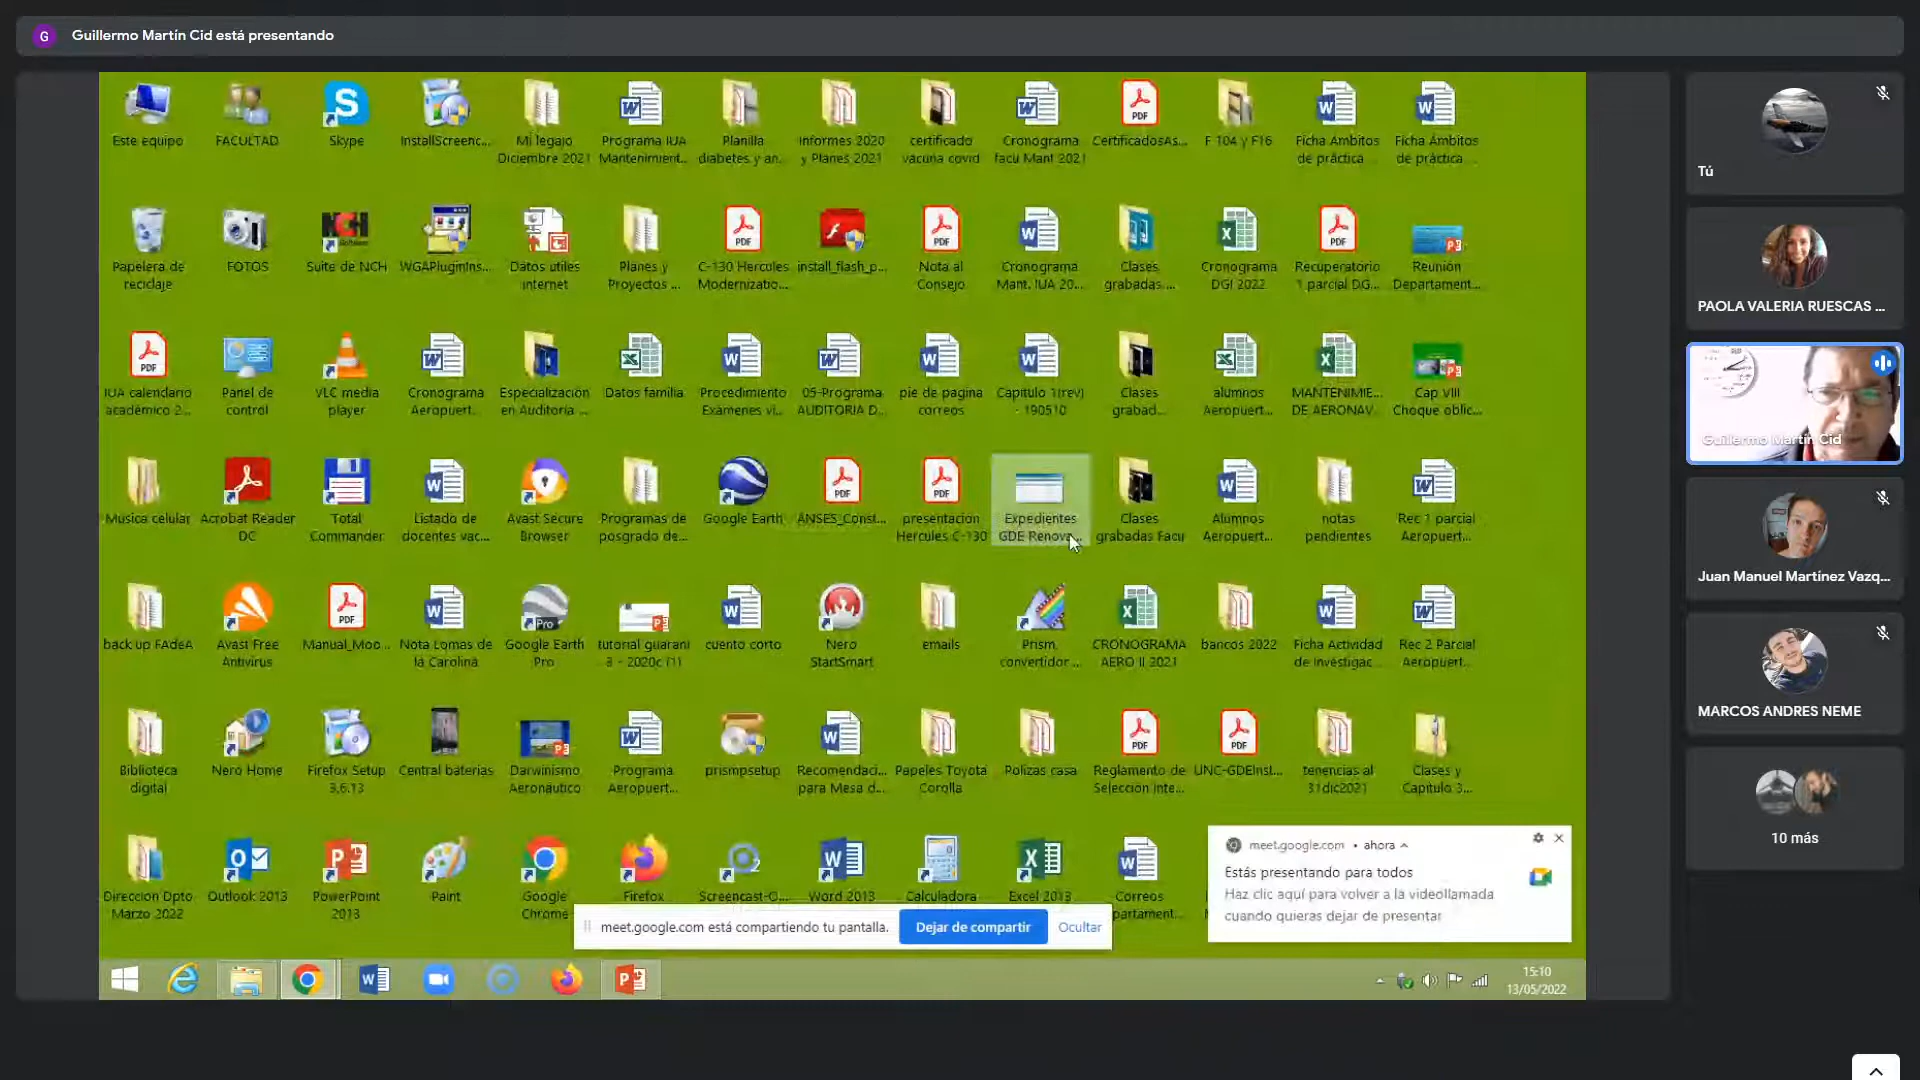 G Guillermo Martín Cid está presentando
Este equipo
FACULTAD
Skype
InstallScreenc...
Mi legajo
Diciembre 2021
Programa IUA
Mantenimient...
Planilla
diabetes y an...
Informes 2020
y Planes 2021
certificado
vacuna covid
Cronograma
facu Mant 2021
CertificadosAs...
F 104 y F16
Ficha Ambitos
de práctica ...
Ficha Ambitos
de práctica ...
Papelera de
reciclaje
FOTOS
Suite de NCH
WGAPluginIns...
Datos utiles
internet
Planes y
Proyectos ...
C-130 Hercules
Modernizatio...
install_flash_p...
Nota al
Consejo
Cronograma
Mant. IUA 20...
Clases
grabadas ...
Cronograma
DGI 2022
Recuperatorio
1 parcial DG...
Reunión
Departament...
IUA calendario
académico 2...
Panel de
control
VLC media
player
Cronograma
Aeropuert...
Especialización
en Auditoría ...
Datos familia
Procedimiento
Exámenes vi...
05-Programa
AUDITORIA D...
pie de pagina
correos
Capitulo 1(rev)
- 190510
Clases
grabad...
alumnos
Aeropuert...
MANTENIMIE...
DE AERONAV...
Cap VIII
Choque oblic...
Musica celular
Acrobat Reader
DC
Total
Commander
Listado de
docentes vac...
Avast Secure
Browser
Programas de
posgrado de...
Google Earth
ANSES_Const...
presentación
Hercules C-130
Expedientes
GDE Renova...
Clases
grabadas Facu
Alumnos
Aeropuert...
notas
pendientes
Rec 1 parcial
Aeropuert...
back up FAdeA
Avast Free
Antivirus
Manual_Moo...
Nota Lomas de
la Carolina
Google Earth
Pro
tutorial guarani
3 - 2020c (1)
cuento corto
Nero
StartSmart
emails
Prism,
convertidor ...
CRONOGRAMA
AERO II 2021
bancos 2022
Ficha Actividad
de Investigac...
Rec 2 Parcial
Aeropuert...
Biblioteca
digital
Nero Home
Firefox Setup
3.6.13
Central baterias
Darwinismo
Aeronautico
Programa
Aeropuert...
prismpsetup
Recomendaci...
para Mesa d...
Papeles Toyota
Corolla
Polizas casa
Reglamento de
Selección Inte...
UNC-GDEInst...
tenencias al
31dic2021
Clases y
Capitulo 3...
Direccion Dpto
Marzo 2022
Outlook 2013
PowerPoint
2013
Paint
Google
Chrome
Firefox
Screencast-O...
Word 2013
Calculadora
Excel 2013
Correos
partament...
meet.google.com está compartiendo tu pantalla.
Dejar de compartir
Ocultar
meet.google.com • ahora
Estás presentando para todos
Haz clic aquí para volver a la videollamada
cuando quieras dejar de presentar
15:10
13/05/2022
Tú
PAOLA VALERIA RUESCAS ...
Guillermo Martín Cid
Juan Manuel Martínez Vazq...
MARCOS ANDRES NEME
10 más